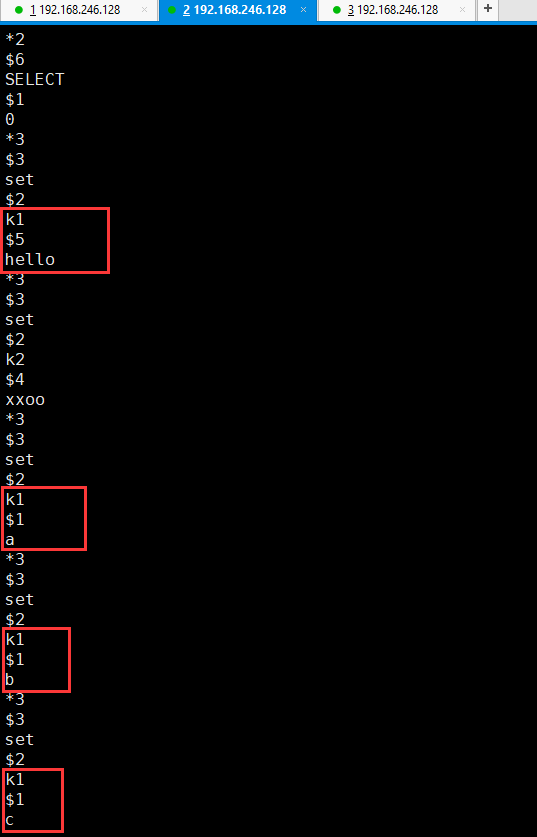 1 192.168.246.128 × 2 192.168.246.128 × 3 192.168.246.128 × +
*2
$6
SELECT
$1
0
*3
$3
set
$2
k1
$5
hello
*3
$3
set
$2
k2
$4
xxoo
*3
$3
set
$2
k1
$1
a
*3
$3
set
$2
k1
$1
b
*3
$3
set
$2
k1
$1
c